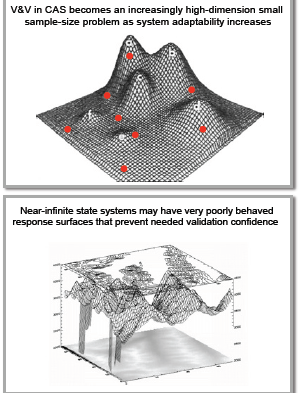 V&V in CAS becomes an increasingly high-dimension small
sample-size problem as system adaptability increases
a
b
d
f
e
Near-infinite state systems may have very poorly behaved
response surfaces that prevent needed validation confidence